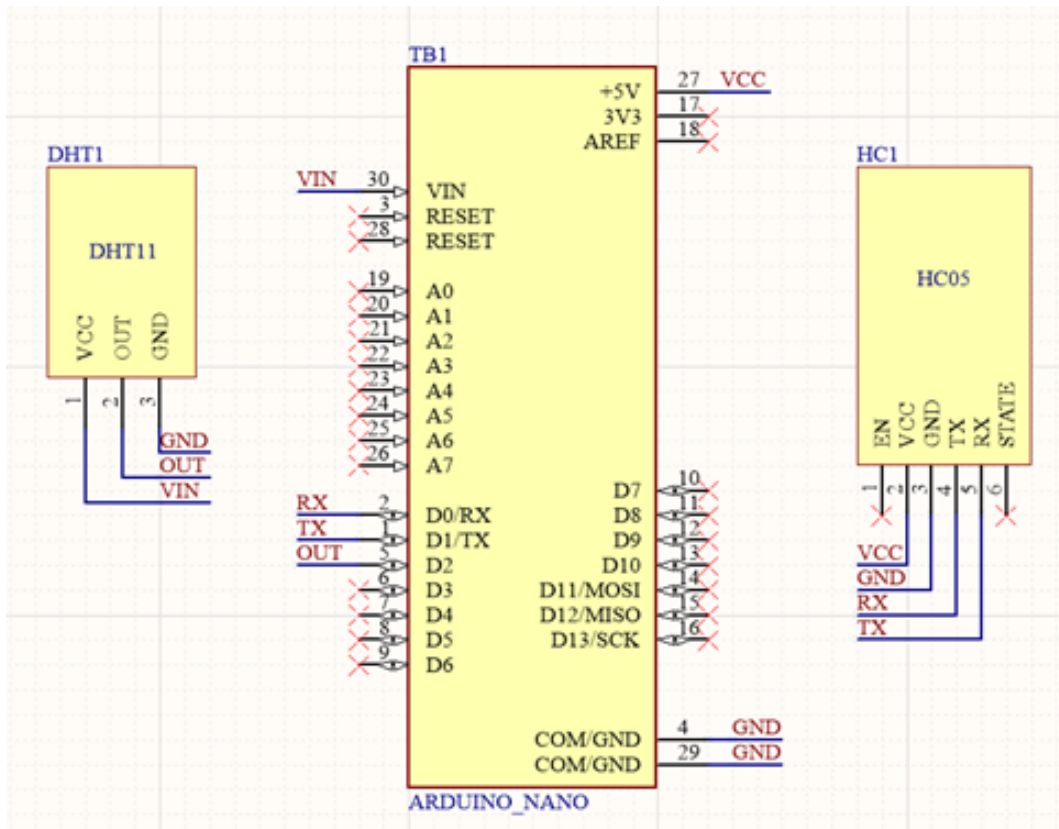 DHT1
DHT11
VCC
OUT
GND
1
2
3
GND
OUT
VIN
TB1
VIN 30 VIN
3 RESET
28 RESET
19 A0
20 A1
21 A2
22 A3
23 A4
24 A5
25 A6
26 A7
RX 2 D0/RX
TX 1 D1/TX
OUT 5 D2
6 D3
7 D4
8 D5
9 D6
+5V 27 VCC
3V3 17
AREF 18
D7 10
D8 11
D9 12
D10 13
D11/MOSI 14
D12/MISO 15
D13/SCK 16
COM/GND 4 GND
COM/GND 29 GND
ARDUINO_NANO
HC1
HC05
EN
VCC
GND
TX
RX
STATE
1
2
3
4
5
6
VCC
GND
RX
TX